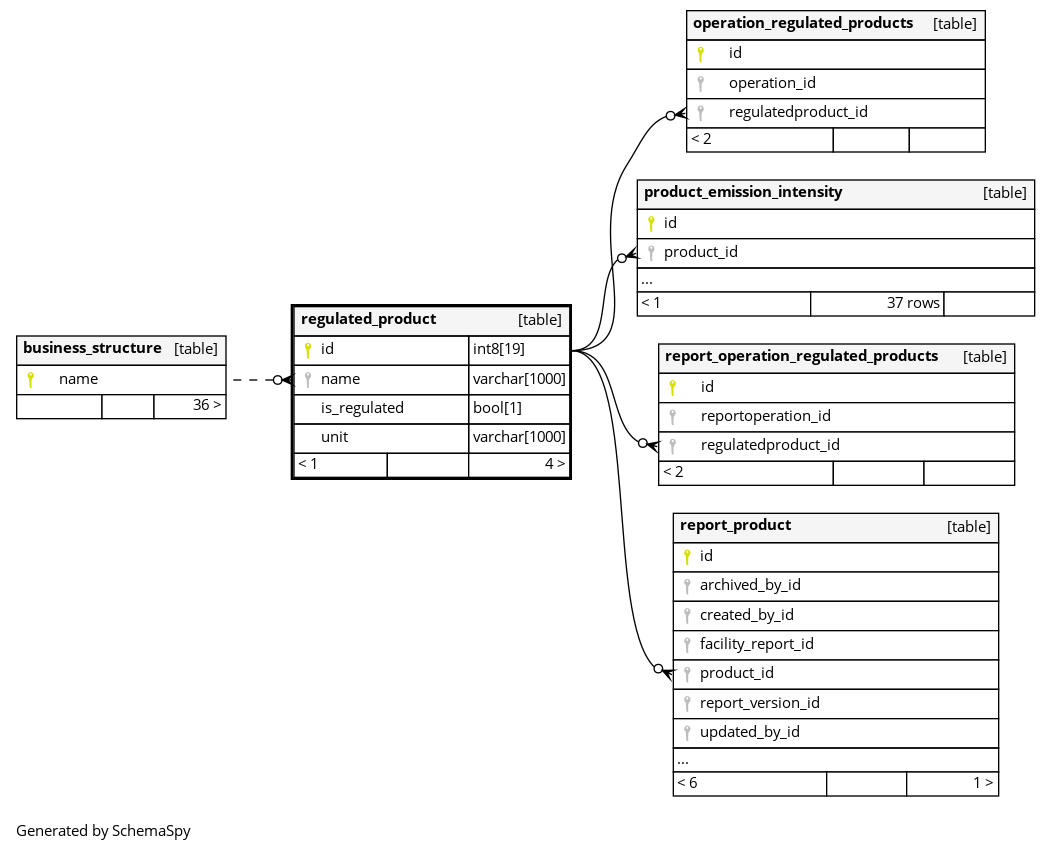 operation_regulated_products [table]
id
operation_id
regulatedproduct_id
< 2
product_emission_intensity [table]
id
product_id
...
< 1 37 rows
regulated_product [table]
id int8[19]
name varchar[1000]
is_regulated bool[1]
unit varchar[1000]
< 1 4 >
business_structure [table]
name
36 >
report_operation_regulated_products [table]
id
reportoperation_id
regulatedproduct_id
< 2
report_product [table]
id
archived_by_id
created_by_id
facility_report_id
product_id
report_version_id
updated_by_id
...
< 6 1 >
Generated by SchemaSpy